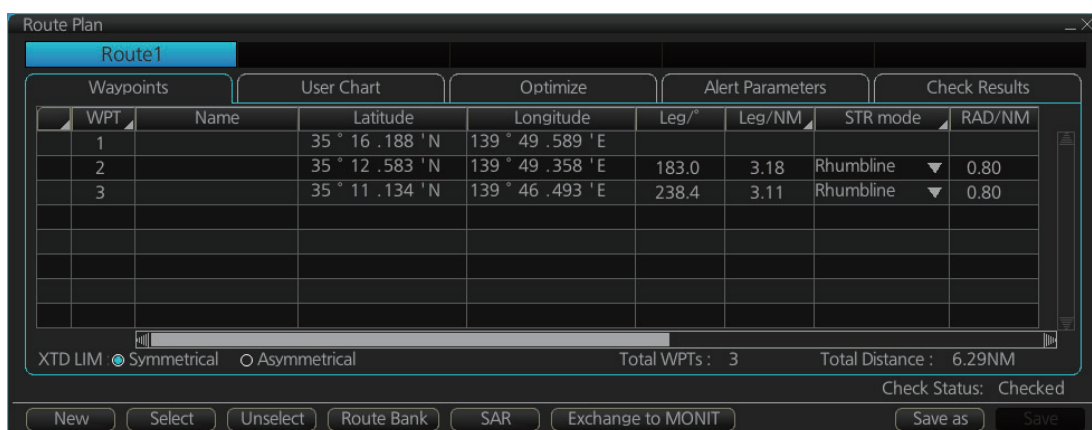 Route Plan
Route1
Waypoints User Chart Optimize Alert Parameters Check Results
WPT Name Latitude Longitude Leg/° Leg/NM STR mode RAD/NM
1 35 ° 16 .188 'N 139 ° 49 .589 'E
2 35 ° 12 .583 'N 139 ° 49 .358 'E 183.0 3.18 Rhumbline 0.80
3 35 ° 11 .134 'N 139 ° 46 .493 'E 238.4 3.11 Rhumbline 0.80
XTD LIM : Symmetrical Asymmetrical Total WPTs : 3 Total Distance : 6.29NM
Check Status: Checked
New Select Unselect Route Bank SAR Exchange to MONIT Save as Save